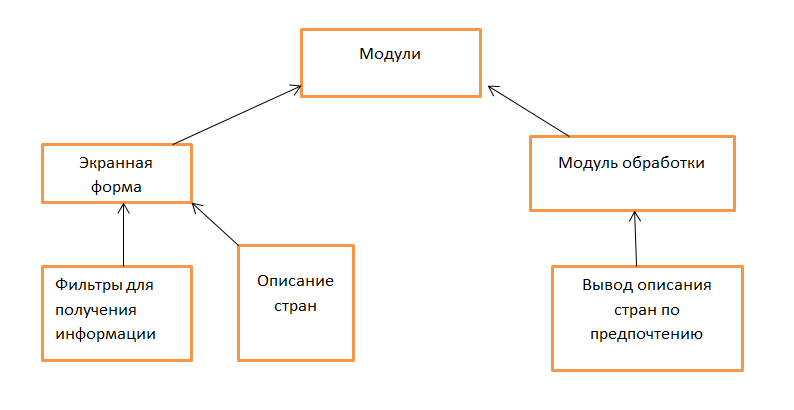 Модули
Экранная
форма
Модуль обработки
Фильтры для
получения
информации
Описание
стран
Вывод описания
стран по
предпочтению